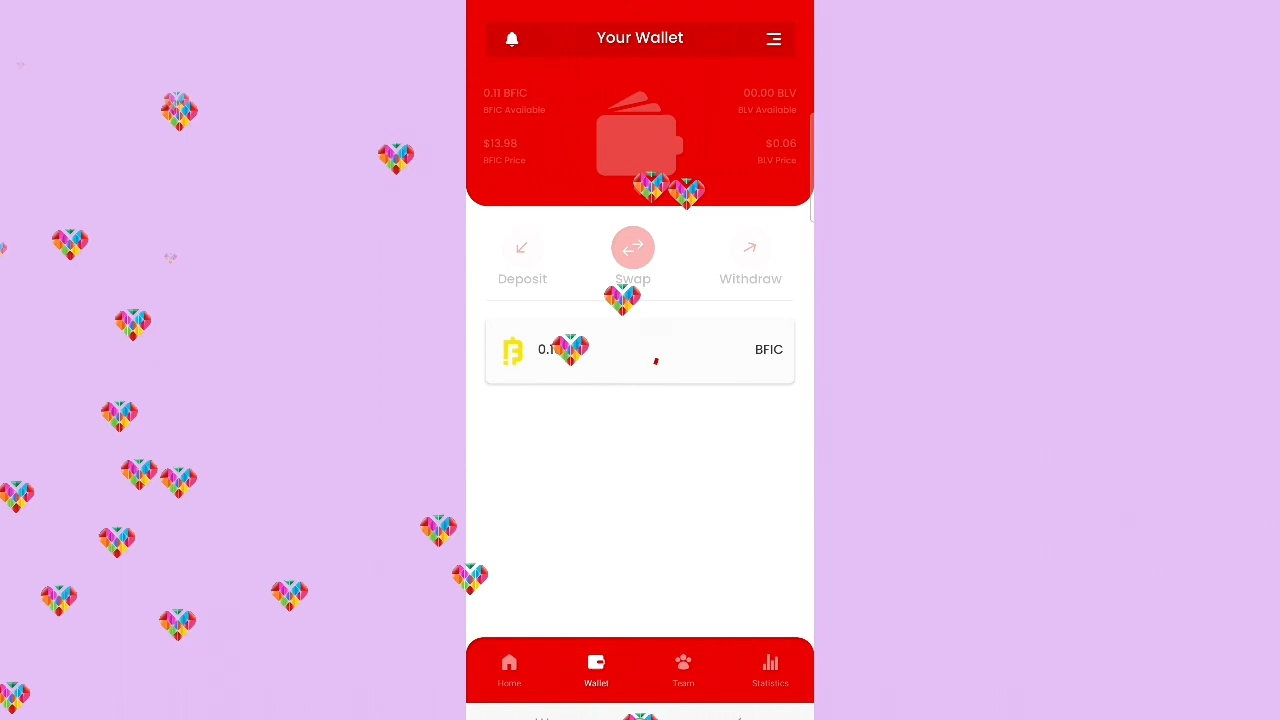 Your Wallet
0.11 BFIC
BFIC Available
00.00 BLV
BLV Available
$13.98
BFIC Price
$0.06
BLV Price
Deposit
Swap
Withdraw
BFIC
Home
Wallet
Team
Statistics